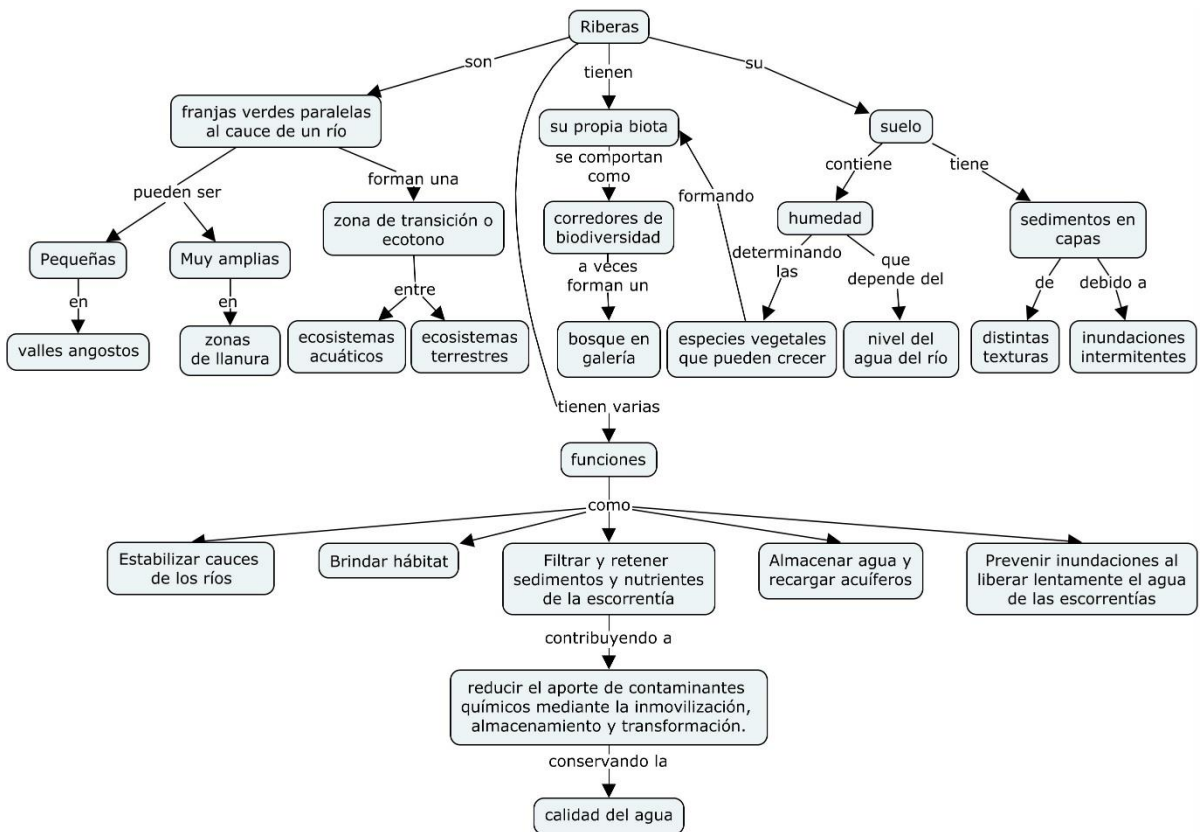 Riberas
son
tienen
su
franjas verdes paralelas
al cauce de un río
su propia biota
suelo
pueden ser
forman una
se comportan
como
formando
contiene
tiene
Pequeñas
Muy amplias
zona de transición o
ecotono
corredores de
biodiversidad
humedad
sedimentos en
capas
en
en
entre
a veces
forman un
determinando
las
que
depende del
de
debido a
valles angostos
zonas
de llanura
ecosistemas
acuáticos
ecosistemas
terrestres
bosque en
galería
especies vegetales
que pueden crecer
nivel del
agua del río
distintas
texturas
inundaciones
intermitentes
tienen varias
funciones
como
Estabilizar cauces
de los ríos
Brindar hábitat
Filtrar y retener
sedimentos y nutrientes
de la escorrentía
Almacenar agua y
recargar acuíferos
Prevenir inundaciones al
liberar lentamente el agua
de las escorrentías
contribuyendo a
reducir el aporte de contaminantes
químicos mediante la inmovilización,
almacenamiento y transformación.
conservando la
calidad del agua